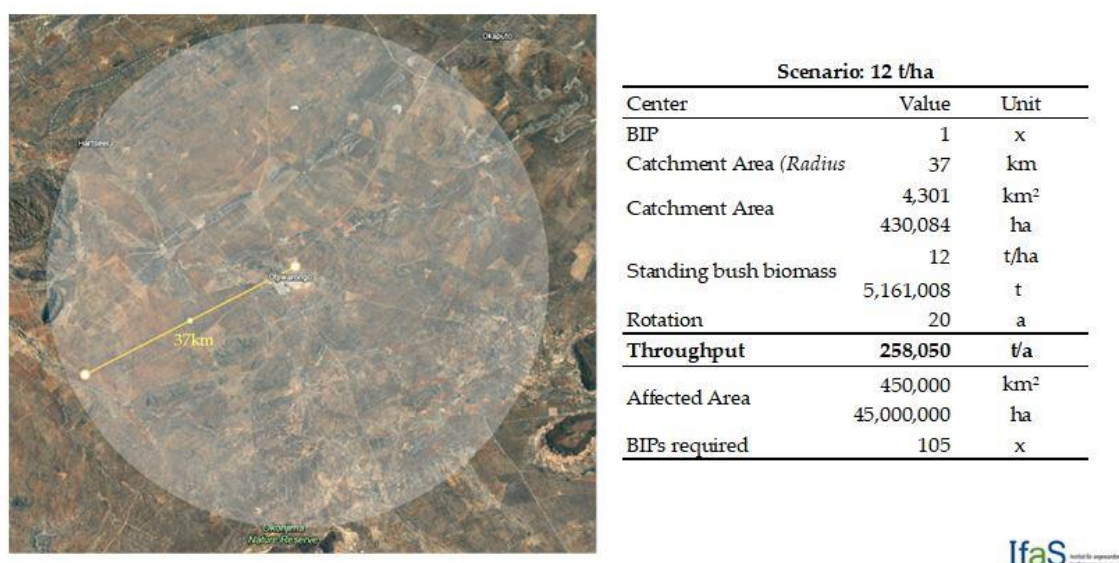 Okaputo
Hartseer
Otjiwarongo
37km
Okonjima
Nature Reserve
Scenario: 12 t/ha
Center Value Unit
BIP 1 x
Catchment Area (Radius 37 km
Catchment Area 4,301 km²
430,084 ha
Standing bush biomass 12 t/ha
5,161,008 t
Rotation 20 a
Throughput 258,050 t/a
Affected Area 450,000 km²
45,000,000 ha
BIPs required 105 x
IfaS